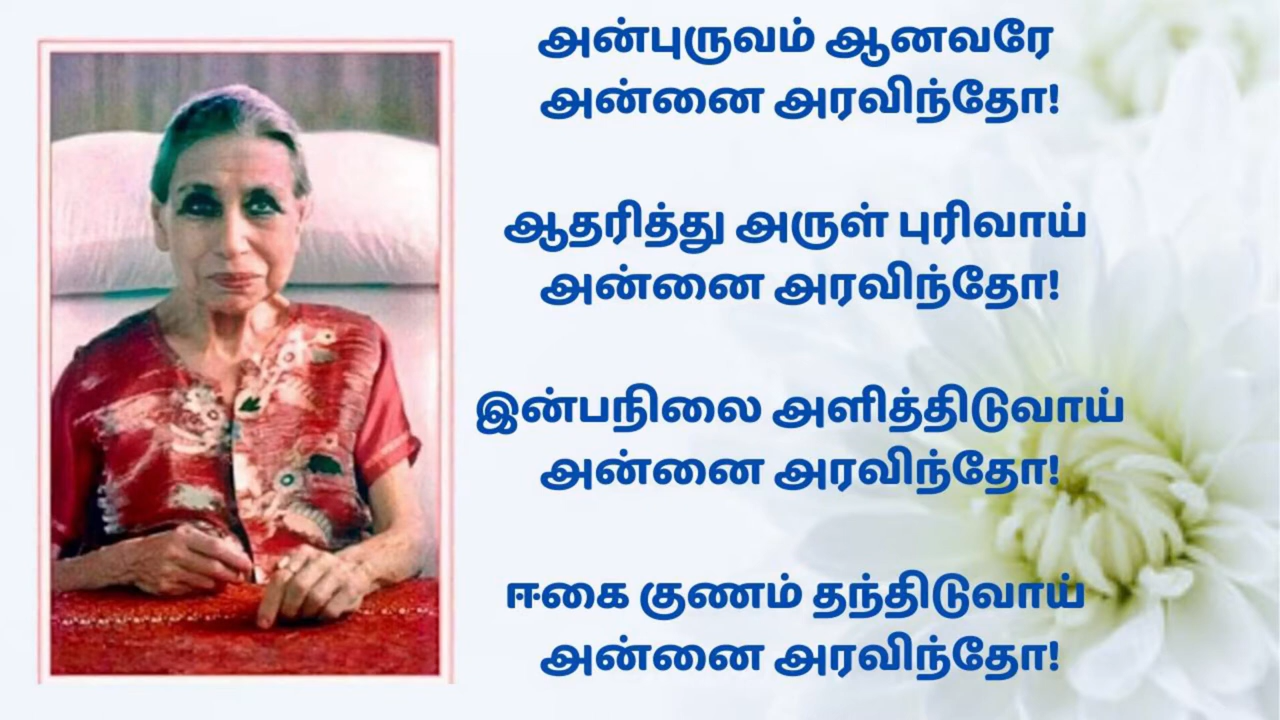 அன்புருவம் ஆனவரே
அன்னை அரவிந்தோ!
ஆதரித்து அருள் புரிவாய்
அன்னை அரவிந்தோ!
இன்பநிலை அளித்திடுவாய்
அன்னை அரவிந்தோ!
ஈகை குணம் தந்திடுவாய்
அன்னை அரவிந்தோ!